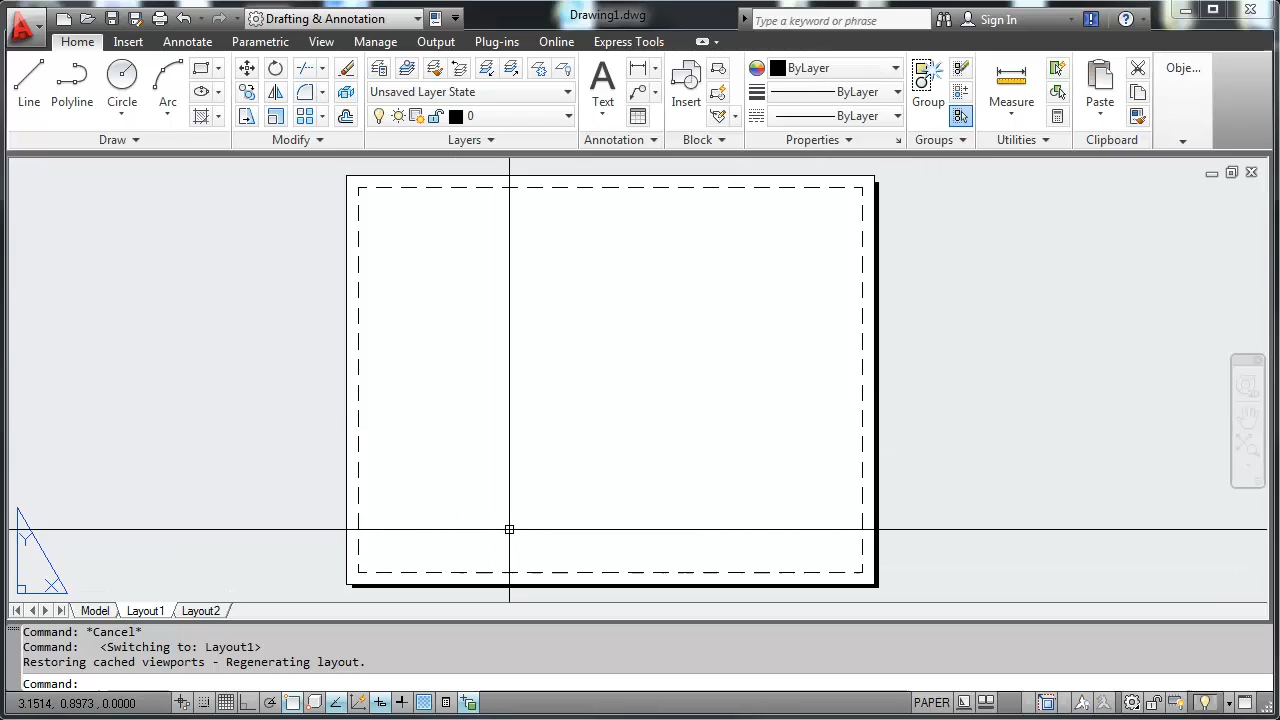 Drafting & Annotation
Drawing1.dwg
Type a keyword or phrase
Sign In
Home Insert Annotate Parametric View Manage Output Plug-ins Online Express Tools
Line Polyline Circle Arc
Unsaved Layer State
0
Text
Insert
ByLayer
ByLayer
ByLayer
Group
Measure
Paste
Obje...
Draw Modify Layers Annotation Block Properties Groups Utilities Clipboard
Y
X
Model Layout1 Layout2
Command: *Cancel*
Command: <Switching to: Layout1>
Restoring cached viewports - Regenerating layout.
Command:
3.1514, 0.8973 , 0.0000
PAPER